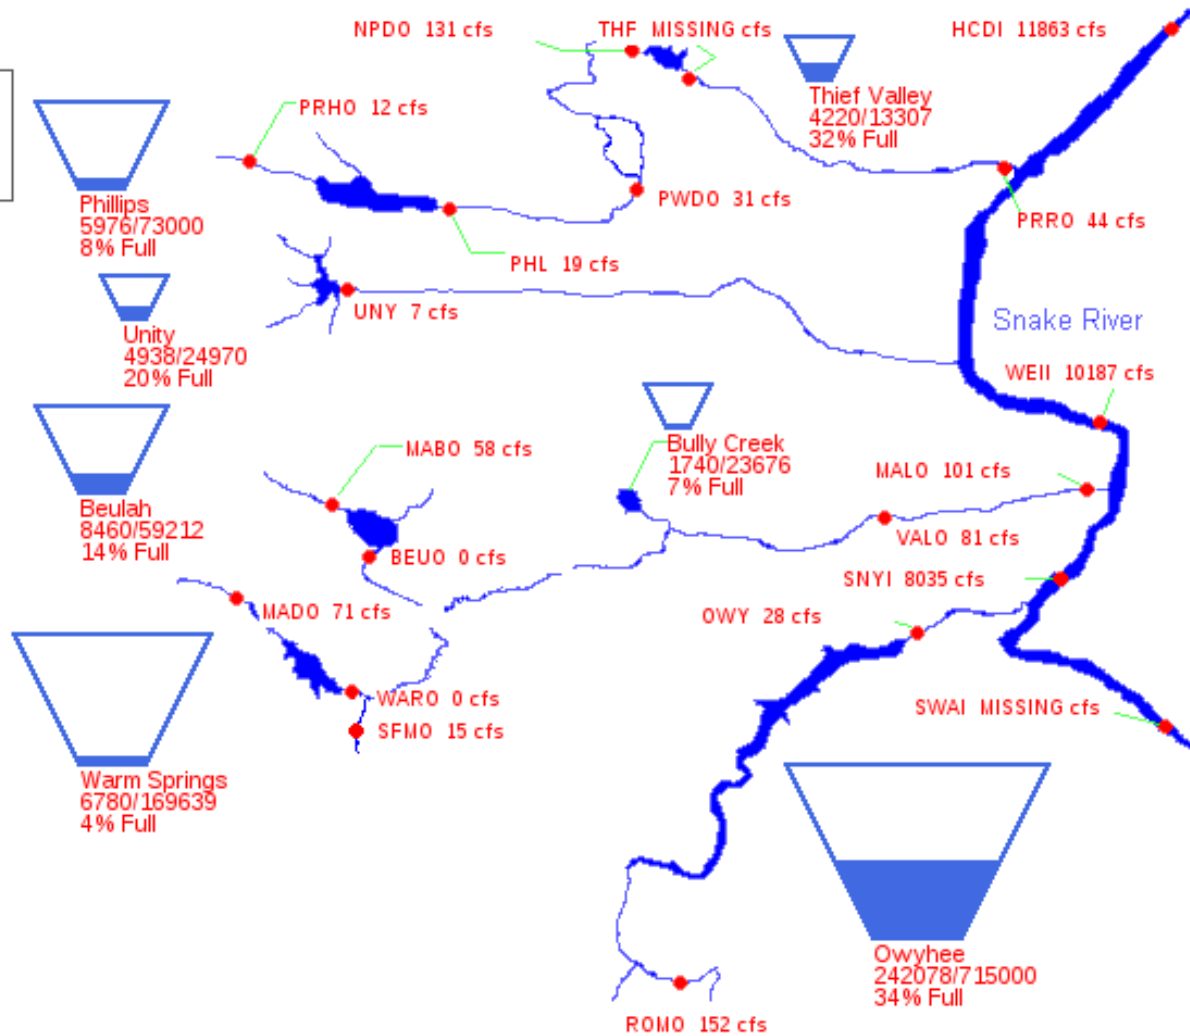 NPDO 131 cfs
THF MISSING cfs
HCDI 11863 cfs
Thief Valley
4220/13307
32% Full
PRHO 12 cfs
Phillips
5976/73000
8% Full
PWDO 31 cfs
PRRO 44 cfs
PHL 19 cfs
UNY 7 cfs
Unity
4938/24970
20% Full
Snake River
WEII 10187 cfs
MABO 58 cfs
Bully Creek
1740/23676
7% Full
MALO 101 cfs
Beulah
8460/59212
14% Full
BEUO 0 cfs
VALO 81 cfs
SNYI 8035 cfs
MADO 71 cfs
OWY 28 cfs
WARO 0 cfs
SFMO 15 cfs
SWAI MISSING cfs
Warm Springs
6780/169639
4% Full
Owyhee
242078/715000
34% Full
ROMO 152 cfs